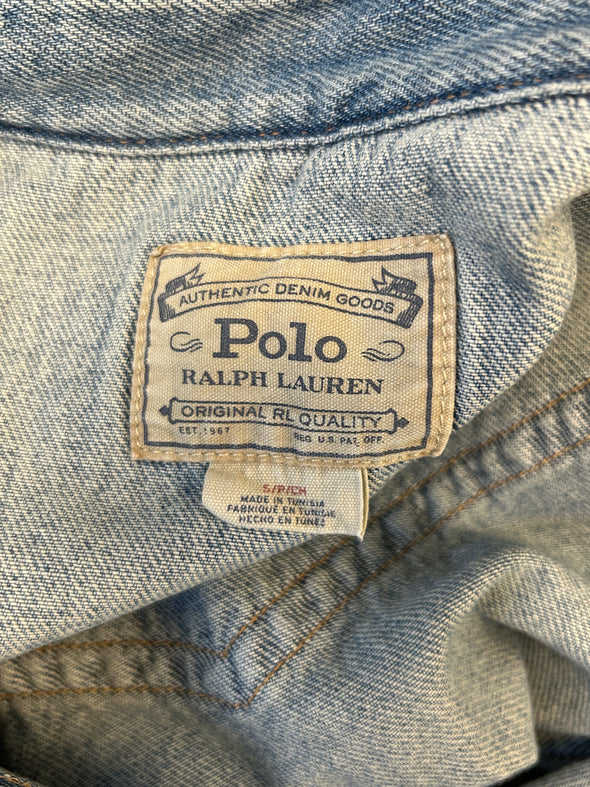 AUTHENTIC DENIM GOODS
Polo
RALPH LAUREN
ORIGINAL RL QUALITY
EST. 1967 REG. U.S. PAT. OFF.
S/P/CH
MADE IN TUNISIA
FABRIQUÉ EN TUNISIE
HECHO EN TÚNEZ